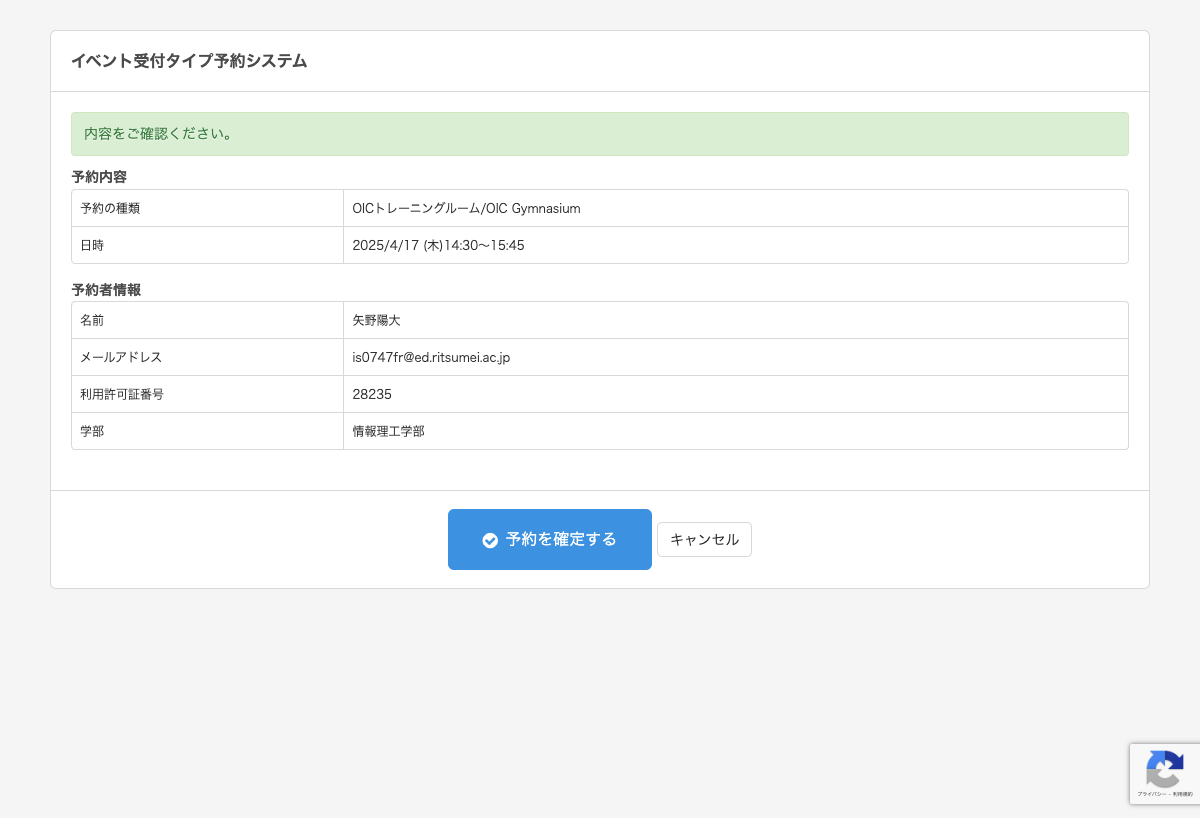 イベント受付タイプ予約システム
内容をご確認ください。
予約内容
予約の種類 OICトレーニングルーム/OIC Gymnasium
日時 2025/4/17 (木)14:30〜15:45
予約者情報
名前 矢野陽大
メールアドレス is0747fr@ed.ritsumei.ac.jp
利用許可証番号 28235
学部 情報理工学部
予約を確定する キャンセル
プライバシー - 利用規約